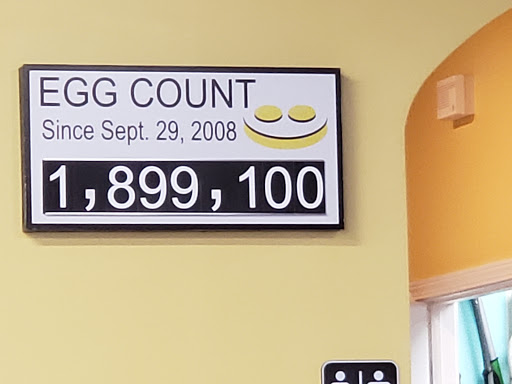 EGG COUNT
Since Sept. 29, 2008
1,899,100